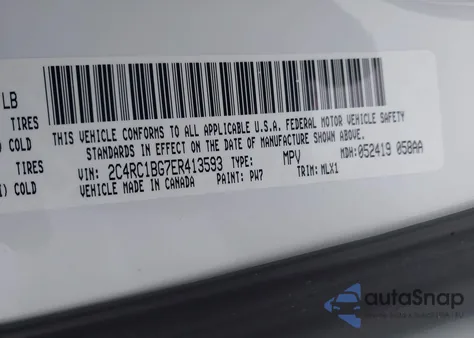 LB
TIRES
COLD
TIRES
) COLD
THIS VEHICLE CONFORMS TO ALL APPLICABLE U.S.A. FEDERAL MOTOR VEHICLE SAFETY
STANDARDS IN EFFECT ON THE DATE OF MANUFACTURE SHOWN ABOVE.
VIN: 2C4RC1BG7ER413593 TYPE: MPV MDH: 052419 058AA
VEHICLE MADE IN CANADA PAINT: PW7 TRIM: MLX1
autoSnap